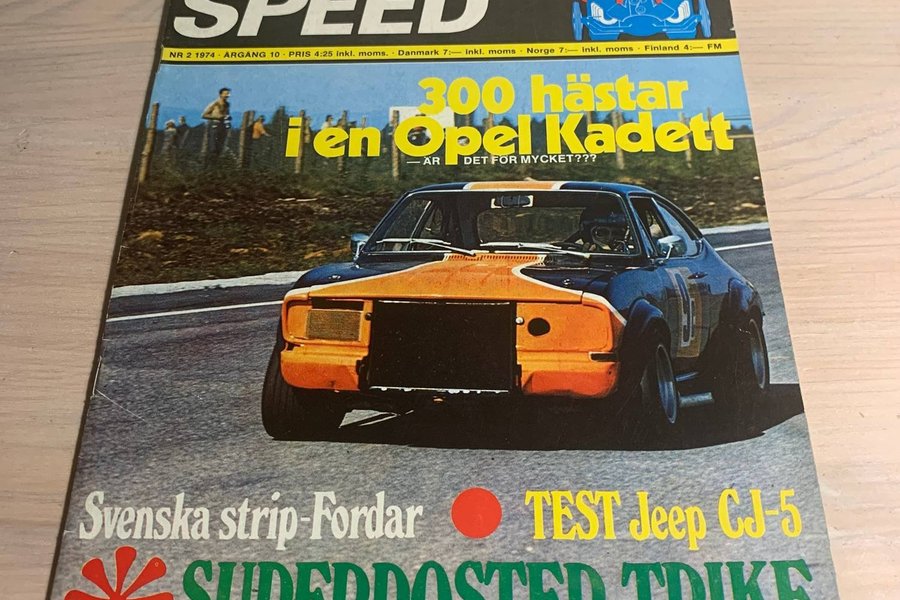 SPEED
NR 2 1974 · ÅRGÅNG 10 · PRIS 4:25 inkl. moms. · Danmark 7:— inkl. moms · Norge 7:— inkl. moms · Finland 4:— FM
300 hästar
i en Opel Kadett
— ÄR DET FÖR MYCKET???
Svenska strip-Fordar
TEST Jeep CJ-5
SUPERPOSTER TRIKE